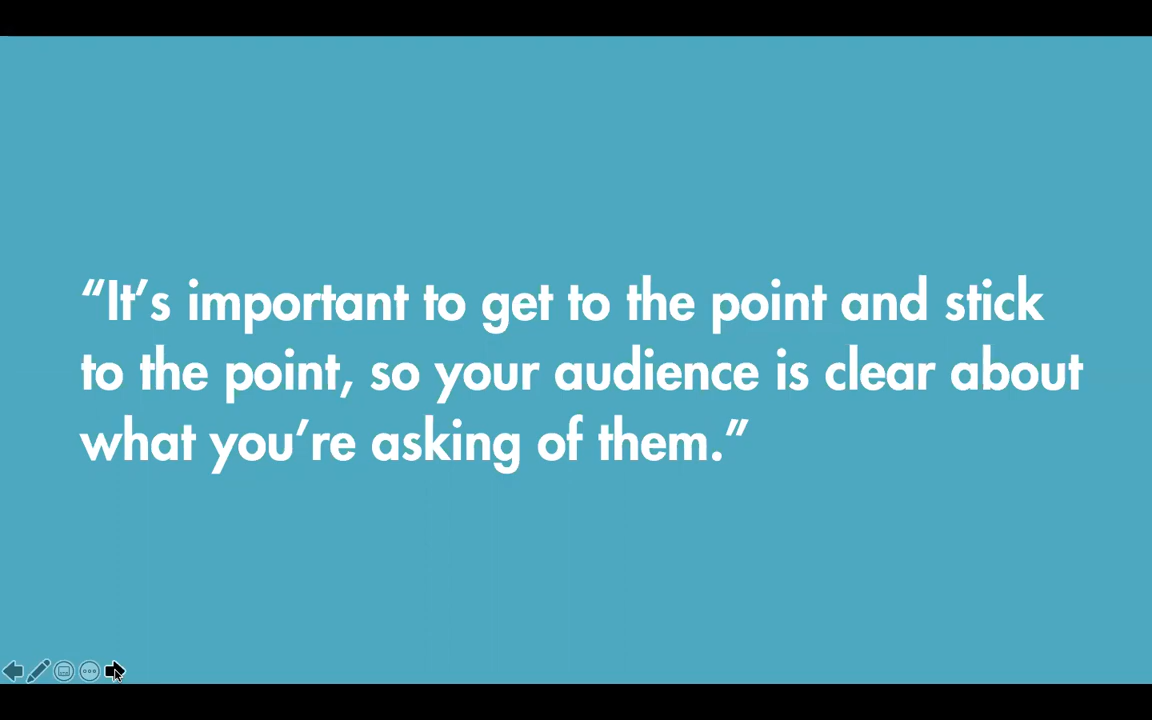 “It’s important to get to the point and stick
to the point, so your audience is clear about
what you’re asking of them.”